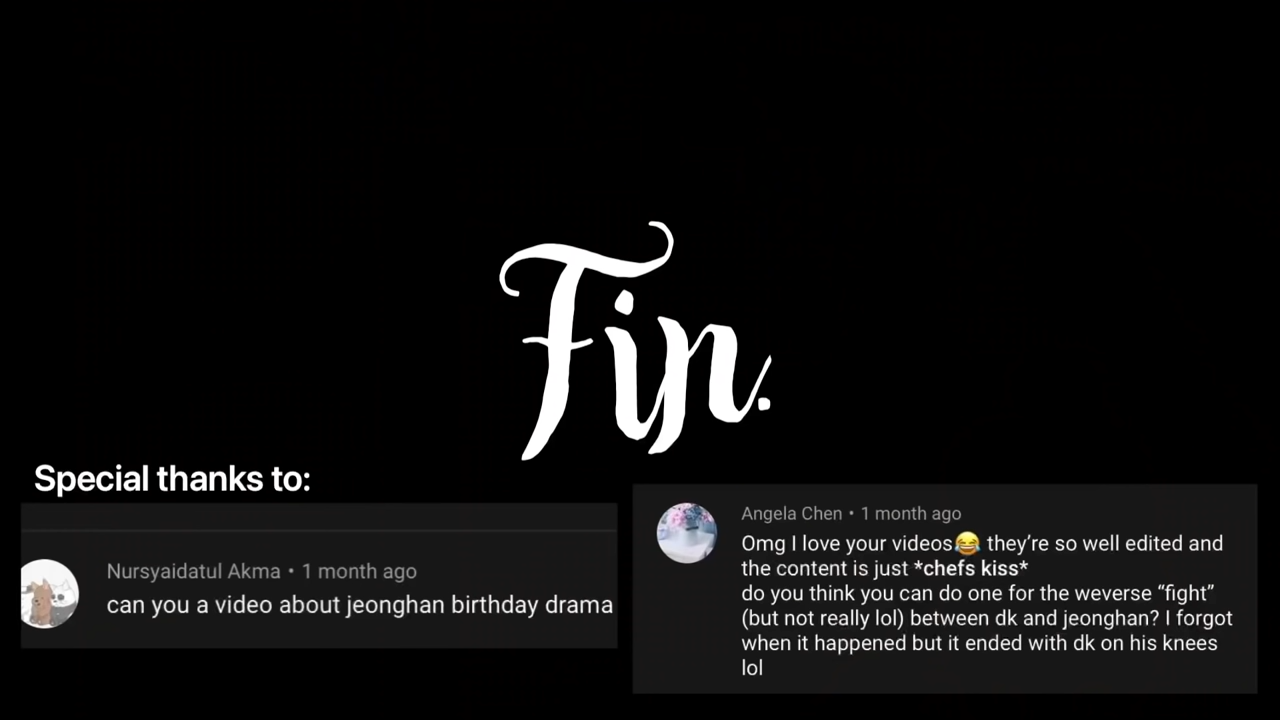 Fin.
Special thanks to:
Nursyaidatul Akma • 1 month ago
can you a video about jeonghan birthday drama
Angela Chen • 1 month ago
Omg I love your videos😂 they’re so well edited and
the content is just *chefs kiss*
do you think you can do one for the weverse “fight”
(but not really lol) between dk and jeonghan? I forgot
when it happened but it ended with dk on his knees
lol